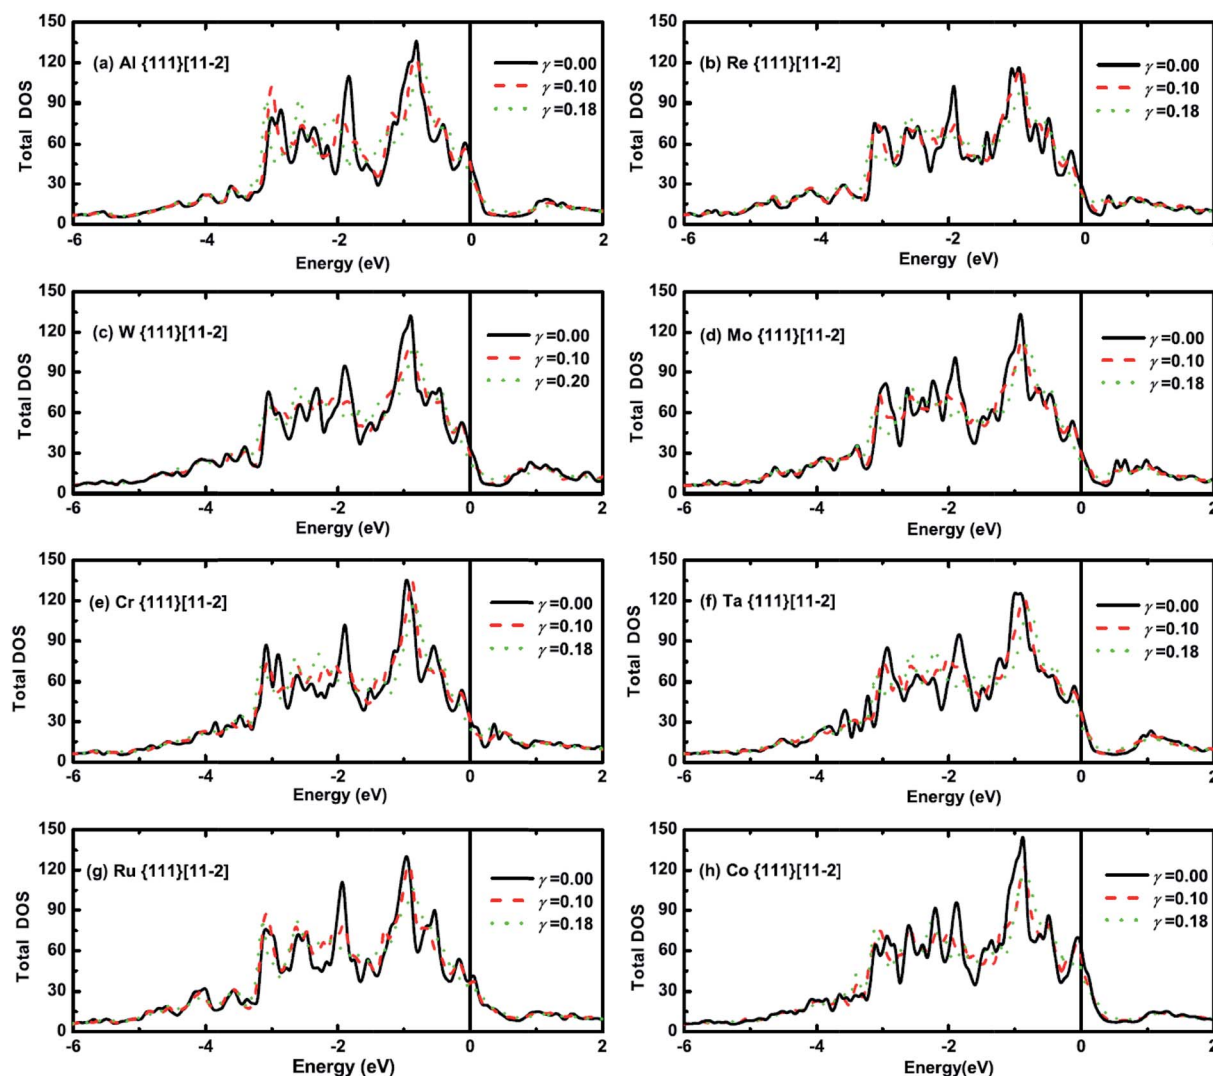 150
120
90
60
30
0
Total DOS
(a) Al {111}[11-2]
γ=0.00
γ=0.10
γ=0.18
-6
-4
-2
0
2
Energy (eV)
150
120
90
60
30
0
Total DOS
(b) Re {111}[11-2]
γ=0.00
γ=0.10
γ=0.18
-6
-4
-2
0
2
Energy (eV)
150
120
90
60
30
0
Total DOS
(c) W {111}[11-2]
γ=0.00
γ=0.10
γ=0.20
-6
-4
-2
0
2
Energy (eV)
150
120
90
60
30
0
Total DOS
(d) Mo {111}[11-2]
γ=0.00
γ=0.10
γ=0.18
-6
-4
-2
0
2
Energy (eV)
150
120
90
60
30
0
Total DOS
(e) Cr {111}[11-2]
γ=0.00
γ=0.10
γ=0.18
-6
-4
-2
0
2
Energy (eV)
150
120
90
60
30
0
Total DOS
(f) Ta {111}[11-2]
γ=0.00
γ=0.10
γ=0.18
-6
-4
-2
0
2
Energy(eV)
150
120
90
60
30
0
Total DOS
(g) Ru {111}[11-2]
γ=0.00
γ=0.10
γ=0.18
-6
-4
-2
0
2
Energy (eV)
150
120
90
60
30
0
Total DOS
(h) Co {111}[11-2]
γ=0.00
γ=0.10
γ=0.18
-6
-4
-2
0
2
Energy(eV)